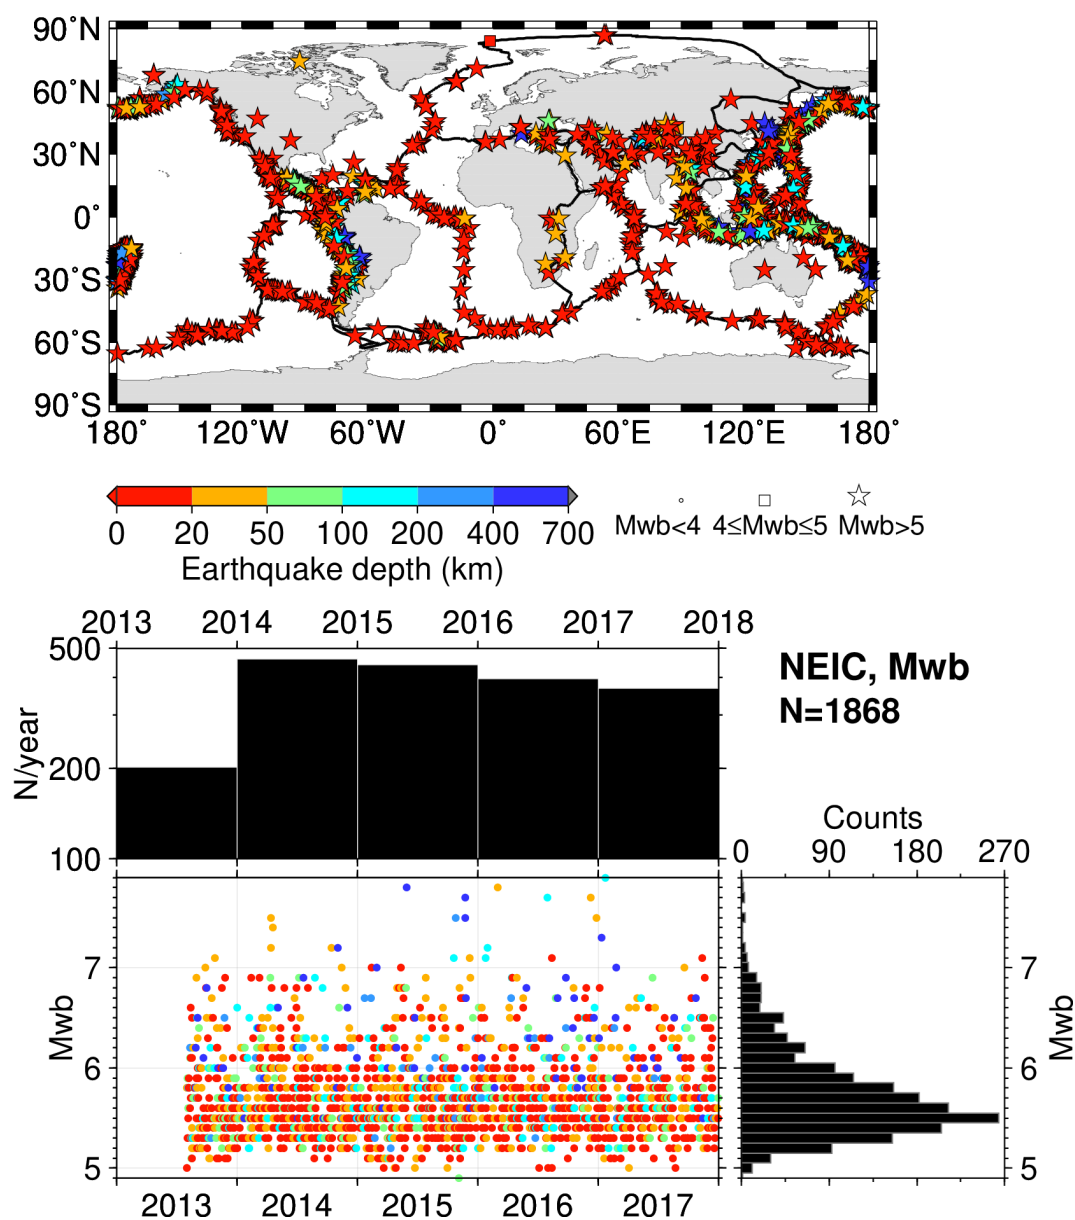 90˚N
60˚N
30˚N
0˚
30˚S
60˚S
90˚S
180˚ 120˚W 60˚W 0˚ 60˚E 120˚E 180˚
0 20 50 100 200 400 700
Earthquake depth (km)
Mwb<4 4≤Mwb≤5 Mwb>5
2013 2014 2015 2016 2017 2018
500
200
100
N/year
NEIC, Mwb
N=1868
Counts
0 90 180 270
7
6
5
Mwb
7
6
5
Mwb
2013 2014 2015 2016 2017